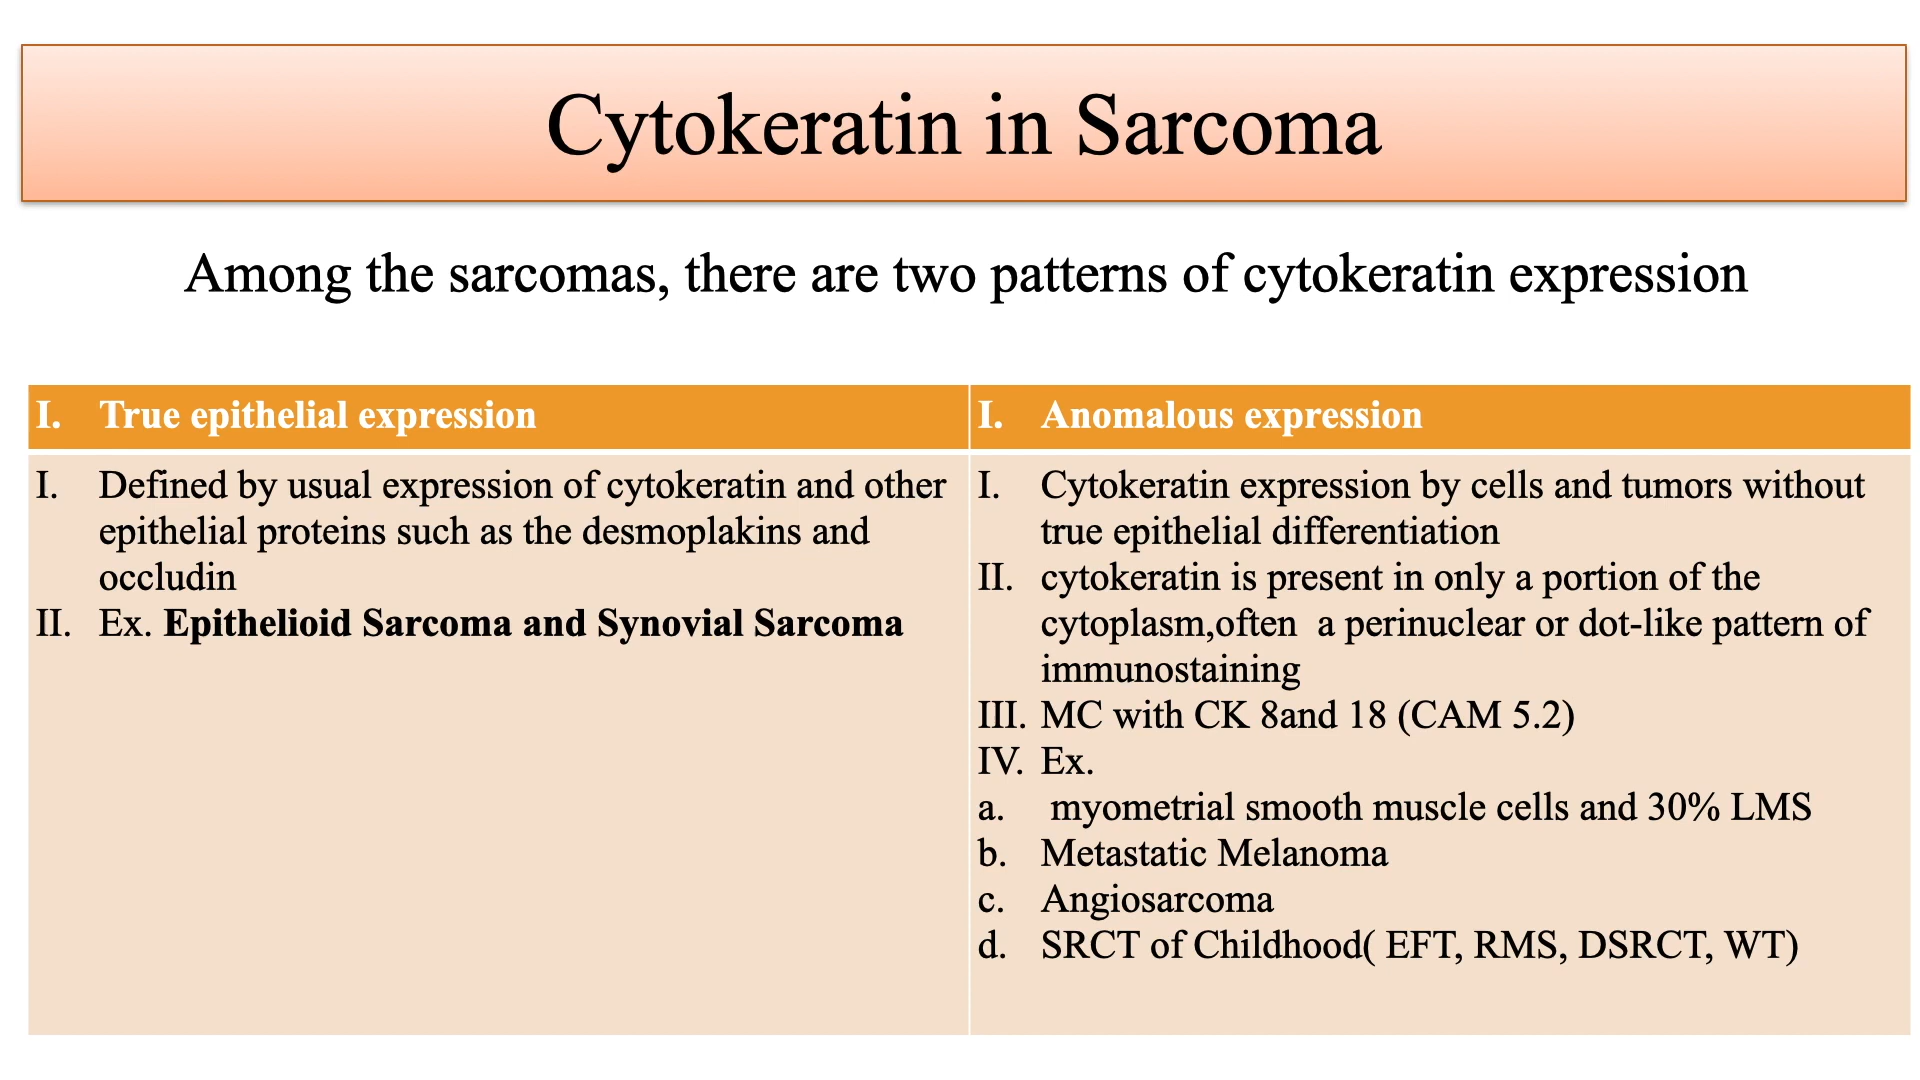 Cytokeratin in Sarcoma
Among the sarcomas, there are two patterns of cytokeratin expression
I. True epithelial expression
I. Defined by usual expression of cytokeratin and other
epithelial proteins such as the desmoplakins and
occludin
II. Ex. Epithelioid Sarcoma and Synovial Sarcoma
I. Anomalous expression
I. Cytokeratin expression by cells and tumors without
true epithelial differentiation
II. cytokeratin is present in only a portion of the
cytoplasm,often  a perinuclear or dot-like pattern of
immunostaining
III. MC with CK 8and 18 (CAM 5.2)
IV. Ex.
a. myometrial smooth muscle cells and 30% LMS
b. Metastatic Melanoma
c. Angiosarcoma
d. SRCT of Childhood( EFT, RMS, DSRCT, WT)